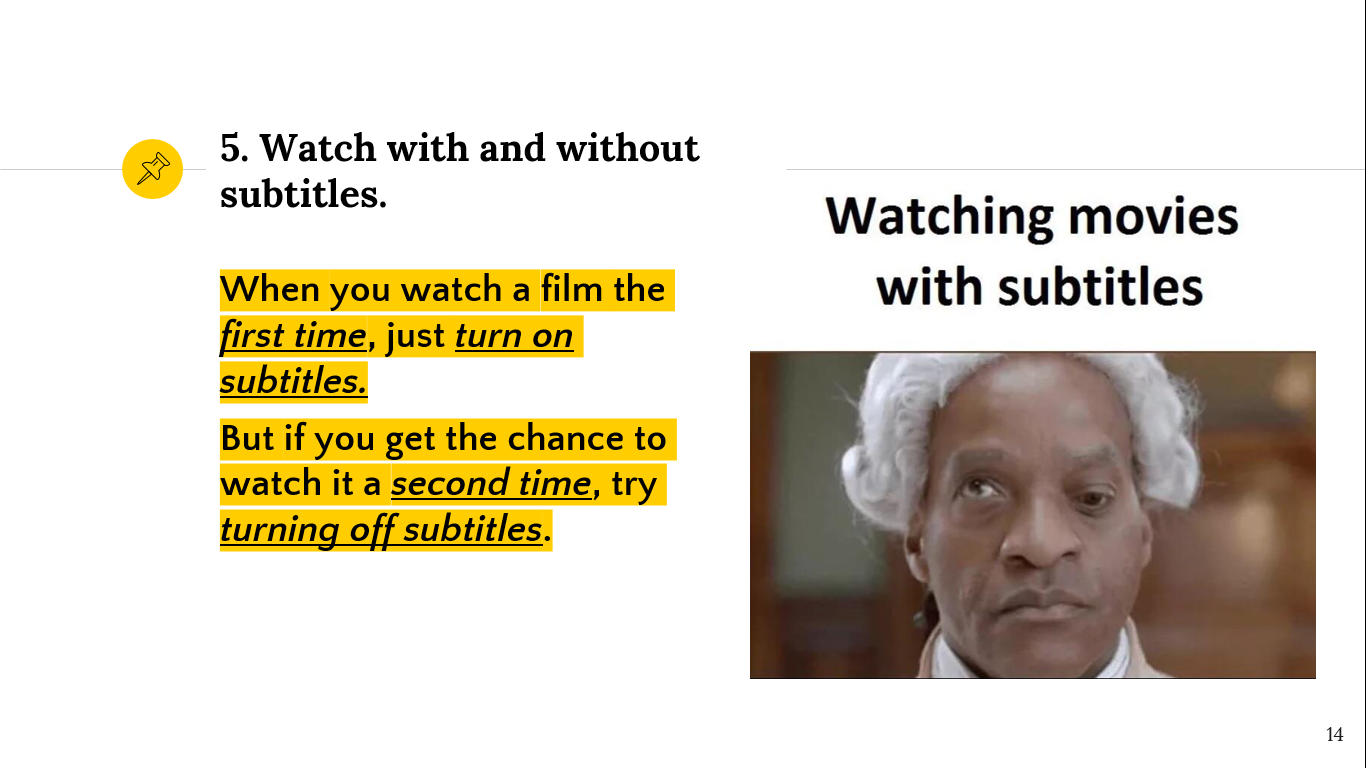 5. Watch with and without
subtitles.
When you watch a film the
first time, just turn on
subtitles.
But if you get the chance to
watch it a second time, try
turning off subtitles.
Watching movies
with subtitles
14